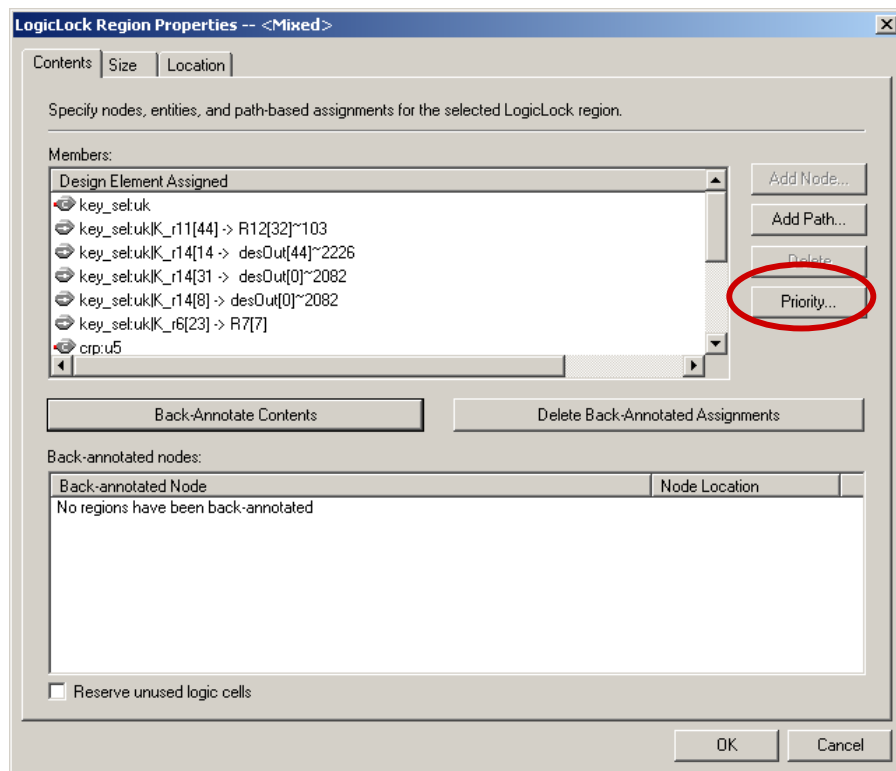 LogicLock Region Properties -- <Mixed>
Contents Size Location
Specify nodes, entities, and path-based assignments for the selected LogicLock region.
Members:
Design Element Assigned
key_sel:uk
key_sel:uk|K_r11[44] -> R12[32]~103
key_sel:uk|K_r14[14 -> desOut[44]~2226
key_sel:uk|K_r14[31 -> desOut[0]~2082
key_sel:uk|K_r14[8] -> desOut[0]~2082
key_sel:uk|K_r6[23] -> R7[7]
crp:u5
Add Node...
Add Path...
Delete
Priority...
Back-Annotate Contents Delete Back-Annotated Assignments
Back-annotated nodes:
Back-annotated Node Node Location
No regions have been back-annotated
Reserve unused logic cells
OK Cancel